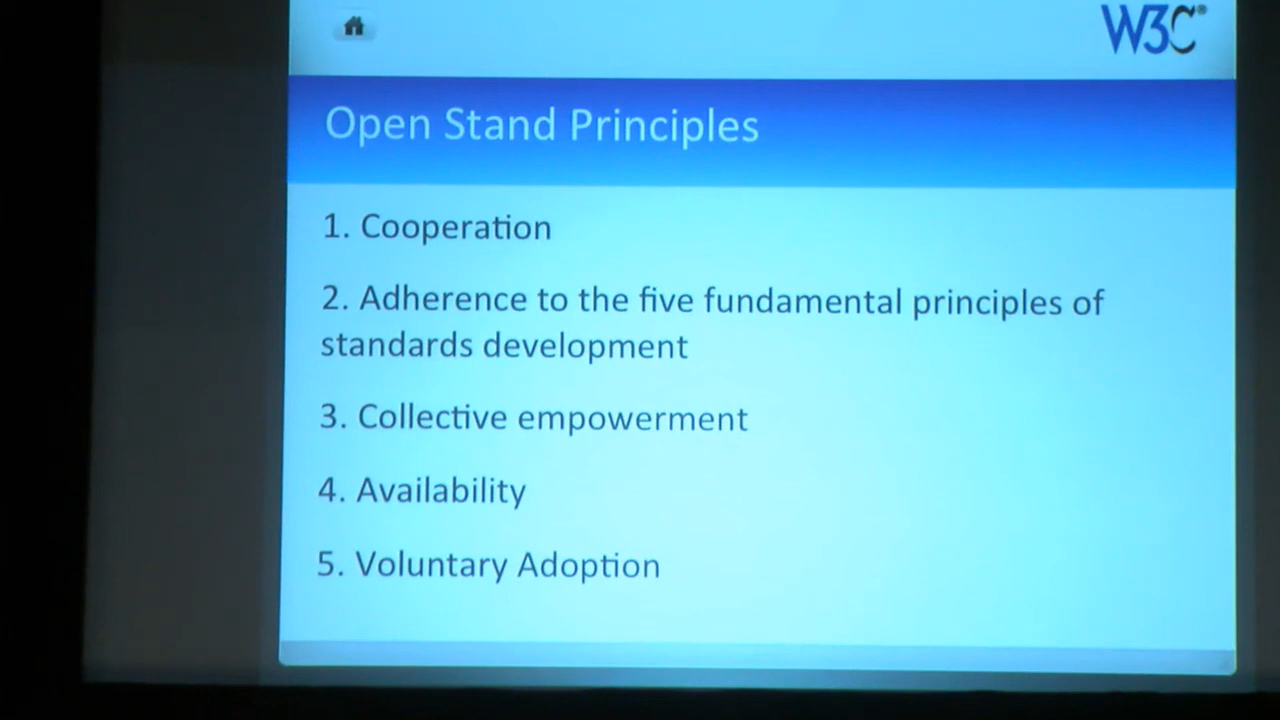 W3C®
Open Stand Principles
1. Cooperation
2. Adherence to the five fundamental principles of
standards development
3. Collective empowerment
4. Availability
5. Voluntary Adoption